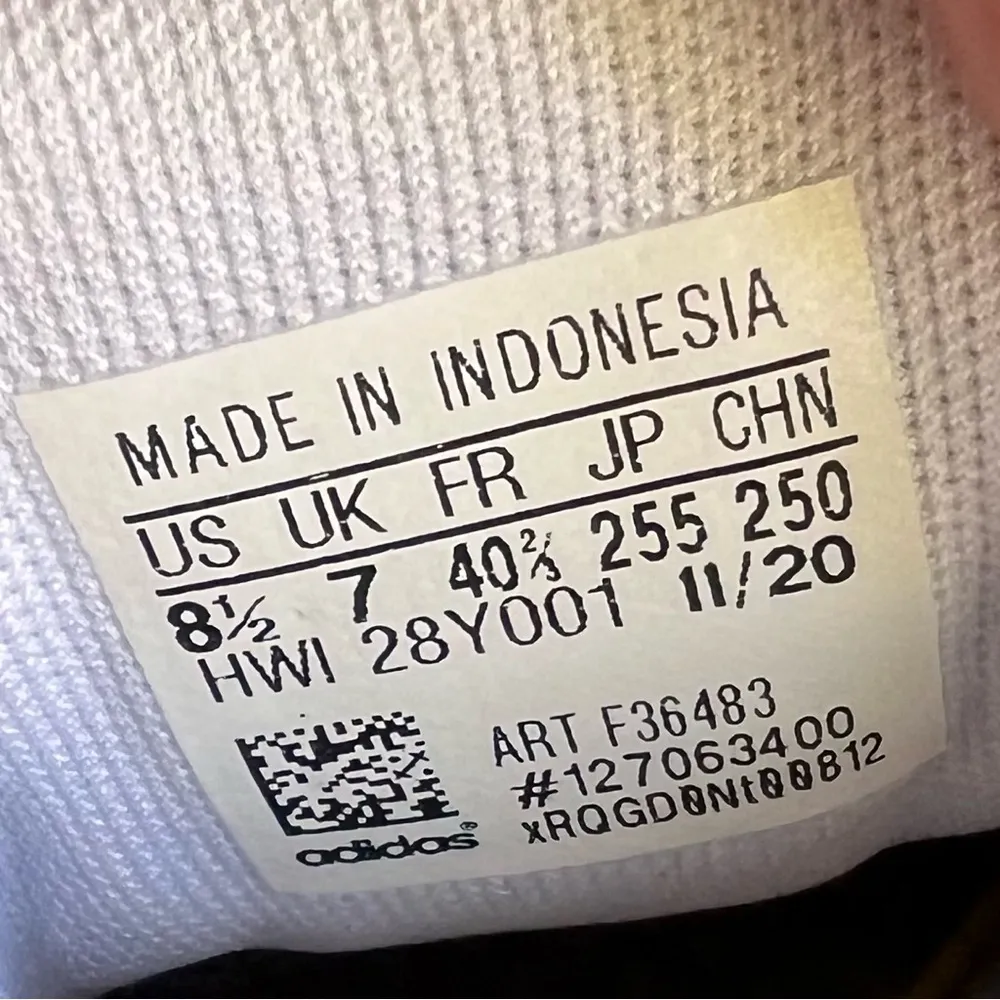 MADE IN INDONESIA
US UK FR JP CHN
8½ 7 40⅔ 255 250
HWI 28Y001 11/20
ART F36483
#127063400
xRQGD0Nt00812
adidas®